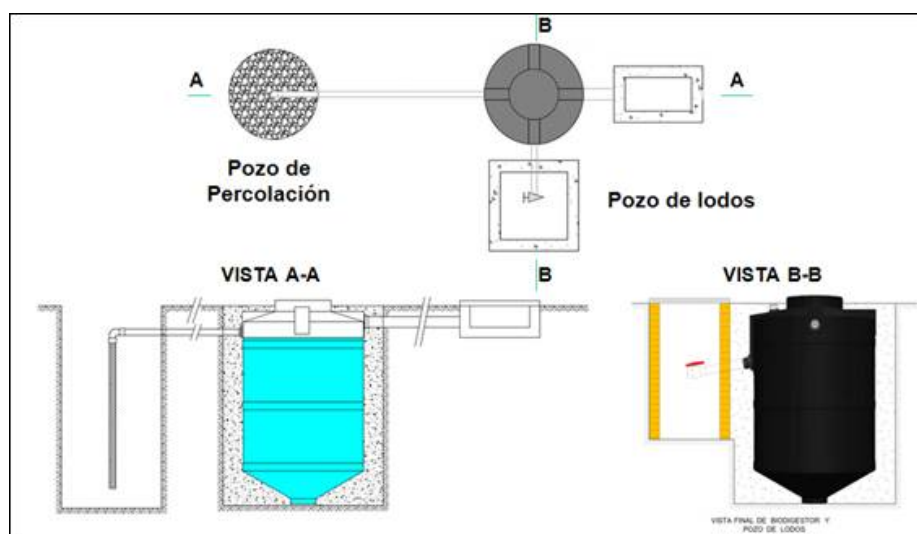 B
A
A
Pozo de
Percolación
Pozo de lodos
VISTA A-A
B
VISTA B-B
VISTA FINAL DE BIODIGESTOR Y
POZO DE LODOS